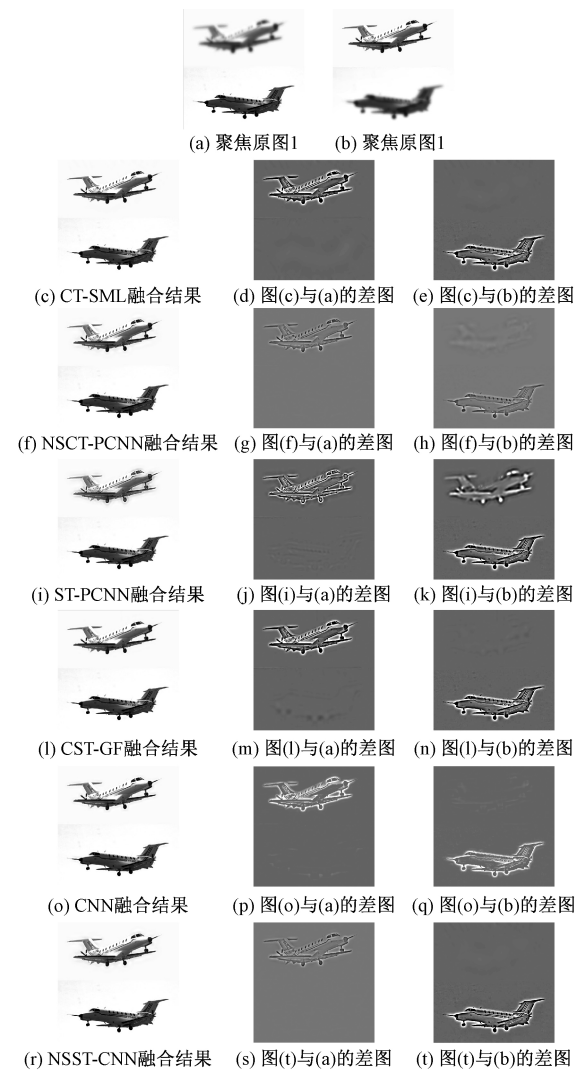 (a) 聚焦原图1 (b) 聚焦原图1
(c) CT-SML融合结果 (d) 图(c)与(a)的差图 (e) 图(c)与(b)的差图
(f) NSCT-PCNN融合结果 (g) 图(f)与(a)的差图 (h) 图(f)与(b)的差图
(i) ST-PCNN融合结果 (j) 图(i)与(a)的差图 (k) 图(i)与(b)的差图
(l) CST-GF融合结果 (m) 图(l)与(a)的差图 (n) 图(l)与(b)的差图
(o) CNN融合结果 (p) 图(o)与(a)的差图 (q) 图(o)与(b)的差图
(r) NSST-CNN融合结果 (s) 图(t)与(a)的差图 (t) 图(t)与(b)的差图